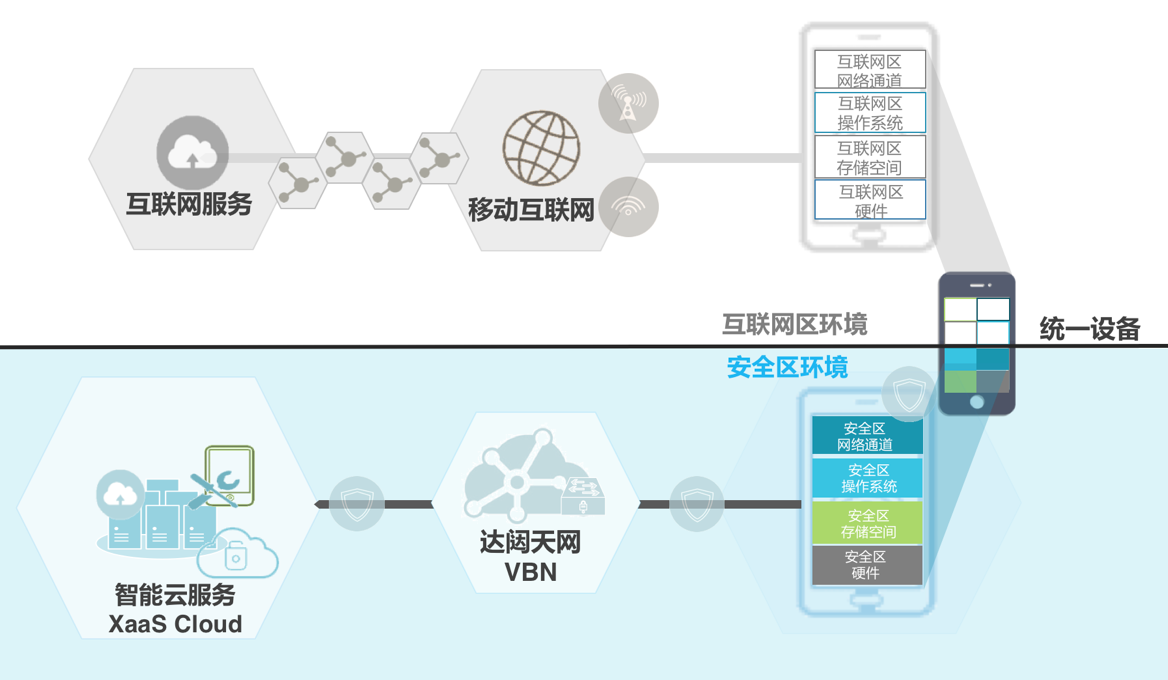 互联网区
网络通道
互联网区
操作系统
互联网区
存储空间
互联网区
硬件
互联网服务
移动互联网
互联网区环境
统一设备
安全区环境
安全区
网络通道
安全区
操作系统
安全区
存储空间
安全区
硬件
达闼天网
VBN
智能云服务
XaaS Cloud